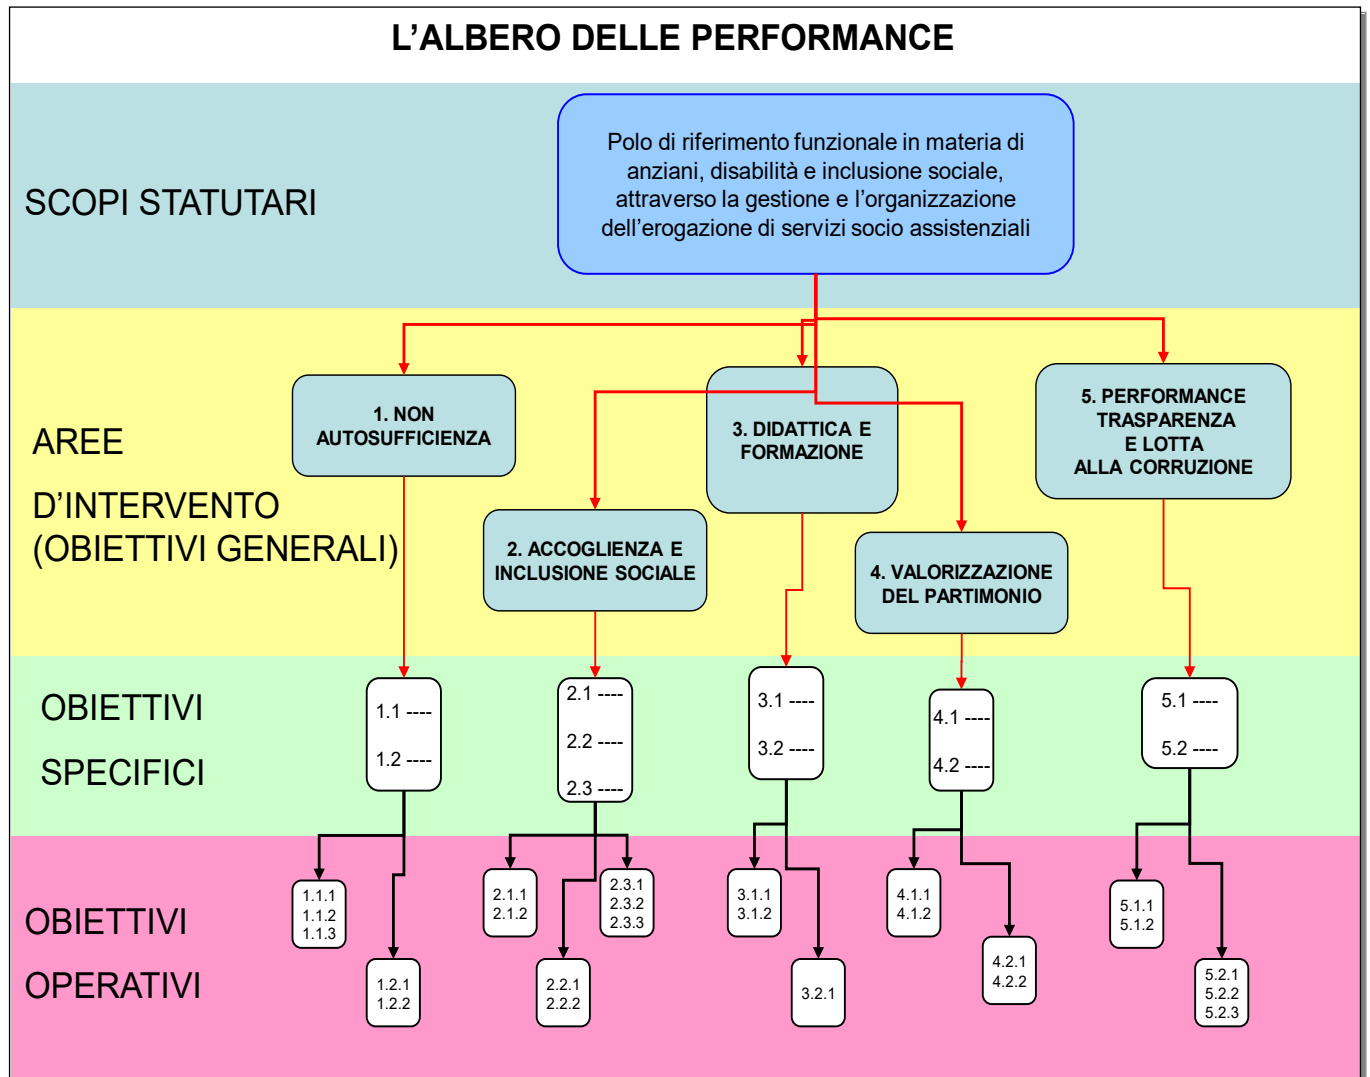 L'ALBERO DELLE PERFORMANCE
SCOPI STATUTARI
Polo di riferimento funzionale in materia di
anziani, disabilità e inclusione sociale,
attraverso la gestione e l'organizzazione
dell'erogazione di servizi socio assistenziali
AREE
D'INTERVENTO
(OBIETTIVI GENERALI)
1. NON
AUTOSUFFICIENZA
2. ACCOGLIENZA E
INCLUSIONE SOCIALE
3. DIDATTICA E
FORMAZIONE
4. VALORIZZAZIONE
DEL PARTIMONIO
5. PERFORMANCE
TRASPARENZA
E LOTTA
ALLA CORRUZIONE
OBIETTIVI
SPECIFICI
1.1 ----
1.2 ----
2.1 ----
2.2 ----
2.3 ----
3.1 ----
3.2 ----
4.1 ----
4.2 ----
5.1 ----
5.2 ----
OBIETTIVI
OPERATIVI
1.1.1
1.1.2
1.1.3
1.2.1
1.2.2
2.1.1
2.1.2
2.2.1
2.2.2
2.3.1
2.3.2
2.3.3
3.1.1
3.1.2
3.2.1
4.1.1
4.1.2
4.2.1
4.2.2
5.1.1
5.1.2
5.2.1
5.2.2
5.2.3